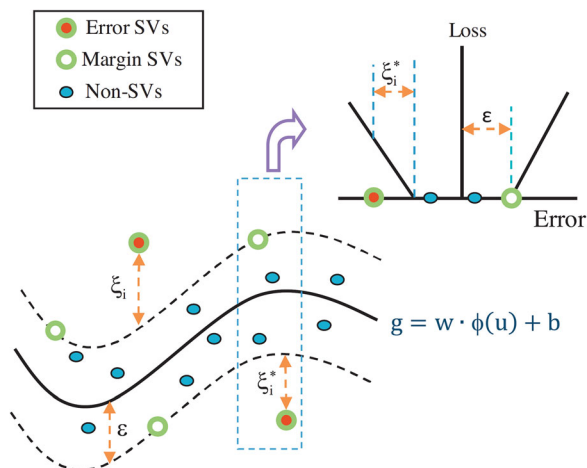 Error SVs
Margin SVs
Non-SVs
Loss
ξᵢ*
ε
Error
ξᵢ
g = w · ϕ(u) + b
ξᵢ*
ε